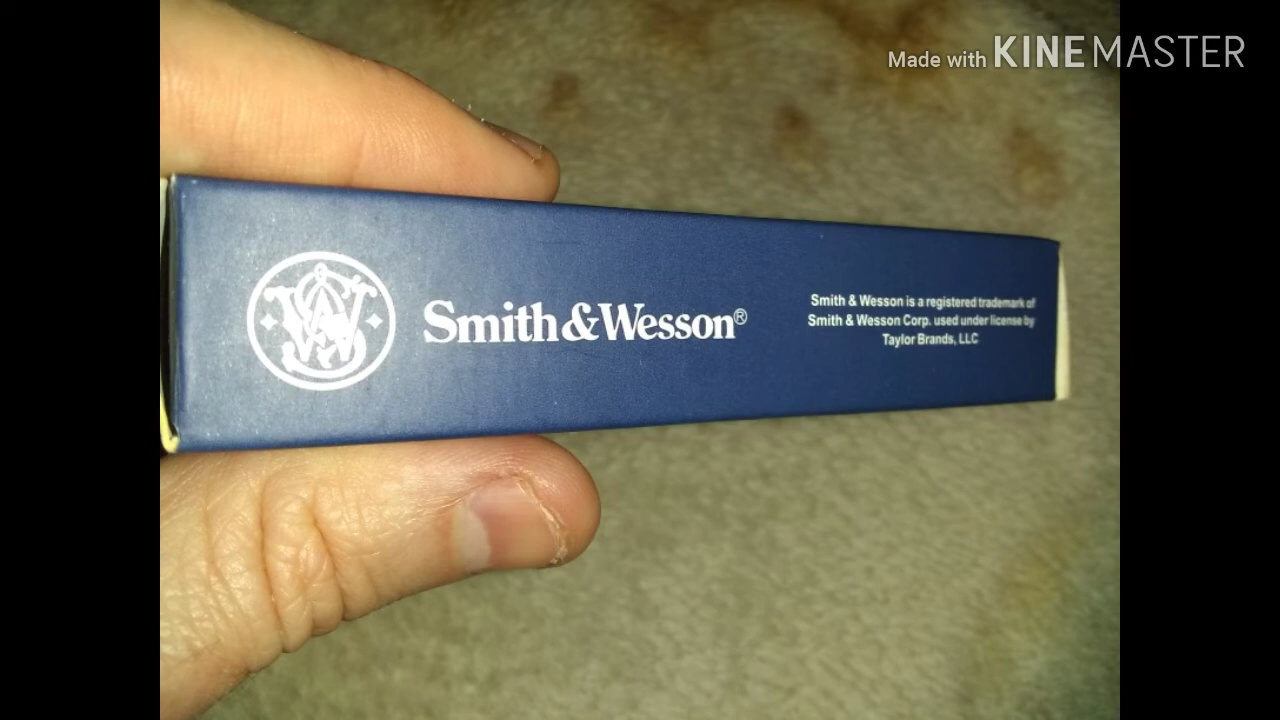 Made with KINEMASTER
Smith & Wesson®
Smith & Wesson is a registered trademark of
Smith & Wesson Corp. used under license by
Taylor Brands, LLC